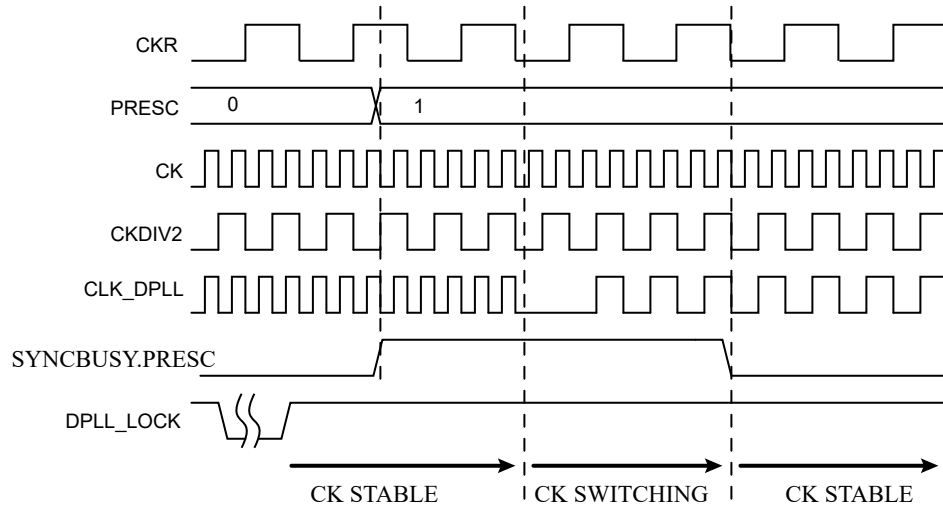 CKR
PRESC
0
1
CK
CKDIV2
CLK_DPLL
SYNCBUSY.PRESC
DPLL_LOCK
CK STABLE
CK SWITCHING
CK STABLE